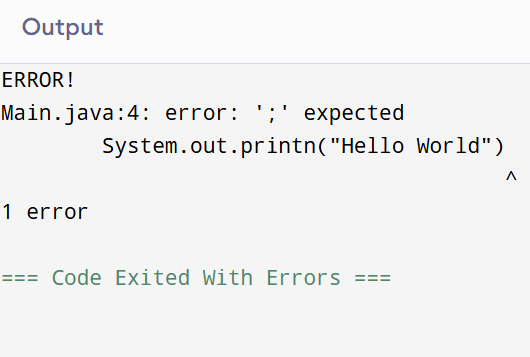 Output
ERROR!
Main.java:4: error: ';' expected
        System.out.printn("Hello World")
                                        ^
1 error
=== Code Exited With Errors ===